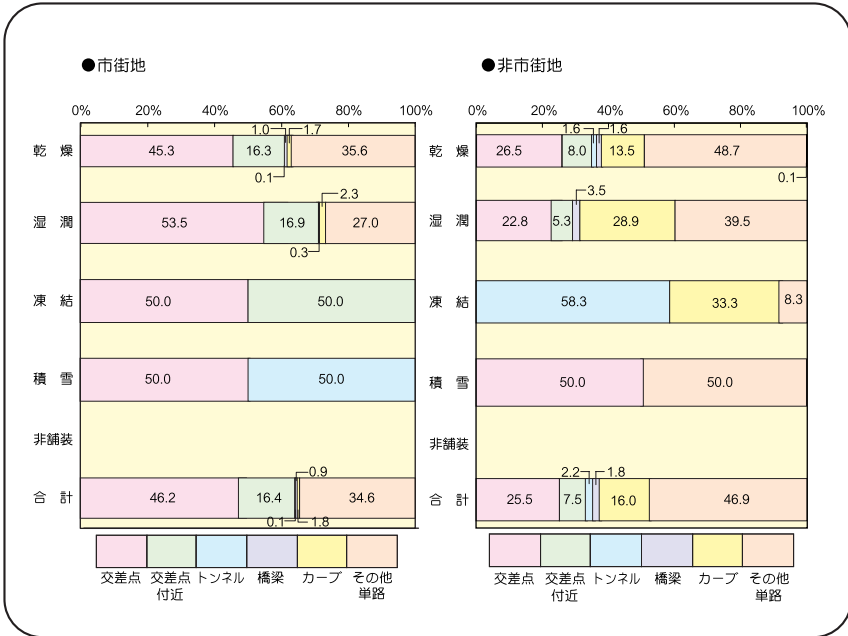 ●市街地
0% 20% 40% 60% 80% 100%
1.0 1.7
乾 燥 45.3 16.3 35.6
0.1
2.3
湿 潤 53.5 16.9 27.0
0.3
凍 結 50.0 50.0
積 雪 50.0 50.0
非舗装
0.9
合 計 46.2 16.4 34.6
0.1 1.8
交差点 交差点付近 トンネル 橋梁 カーブ その他単路
●非市街地
0% 20% 40% 60% 80% 100%
1.6 1.6
乾 燥 26.5 8.0 13.5 48.7
0.1
3.5
湿 潤 22.8 5.3 28.9 39.5
凍 結 58.3 33.3 8.3
積 雪 50.0 50.0
非舗装
2.2 1.8
合 計 25.5 7.5 16.0 46.9
交差点 交差点付近 トンネル 橋梁 カーブ その他単路